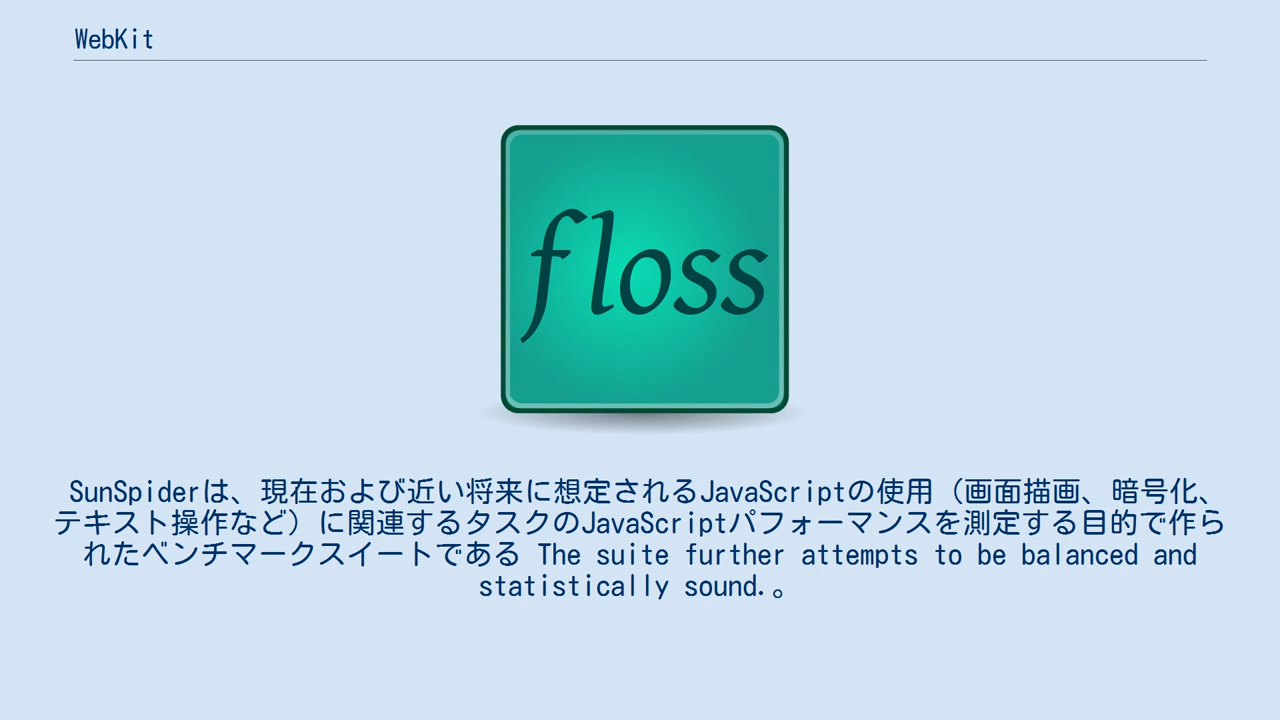 WebKit
floss
SunSpiderは、現在および近い将来に想定されるJavaScriptの使用（画面描画、暗号化、
テキスト操作など）に関連するタスクのJavaScriptパフォーマンスを測定する目的で作ら
れたベンチマークスイートである The suite further attempts to be balanced and
statistically sound.。